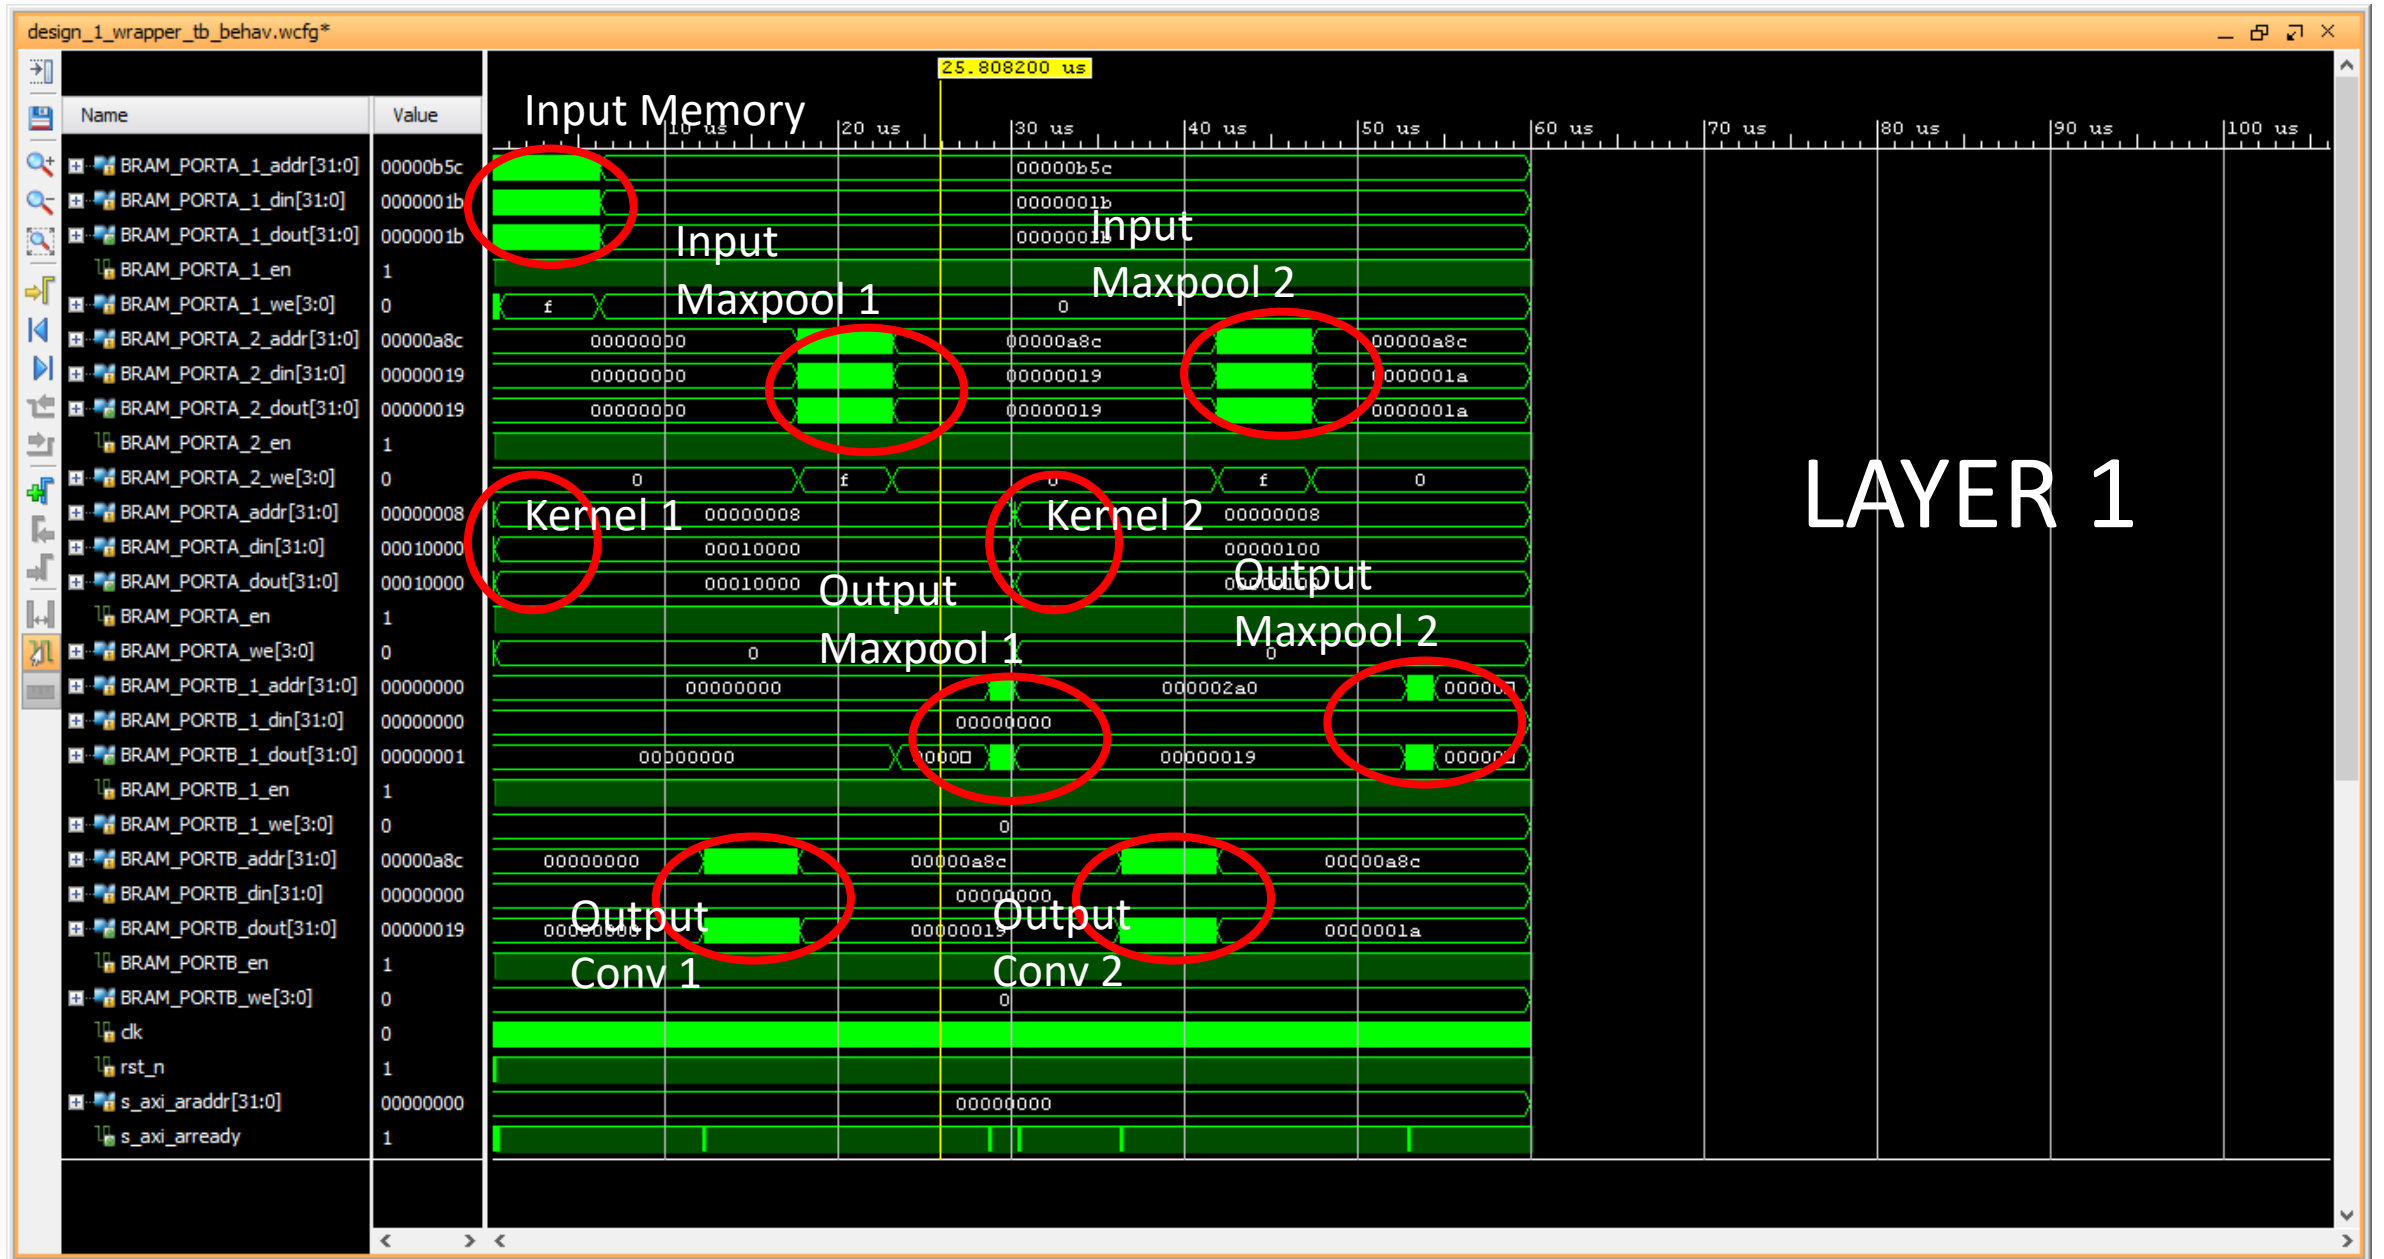 design_1_wrapper_tb_behav.wcfg*
25.808200 us
Name Value
Input Memory
10 us 20 us 30 us 40 us 50 us 60 us 70 us 80 us 90 us 100 us
BRAM_PORTA_1_addr[31:0] 00000b5c 00000b5c
BRAM_PORTA_1_din[31:0] 0000001b 0000001b
BRAM_PORTA_1_dout[31:0] 0000001b 0000001b
Input
Maxpool 1
Input
Maxpool 2
BRAM_PORTA_1_en 1
BRAM_PORTA_1_we[3:0] 0 f 0
BRAM_PORTA_2_addr[31:0] 00000a8c 00000000 00000a8c 00000a8c
BRAM_PORTA_2_din[31:0] 00000019 00000000 00000019 0000001a
BRAM_PORTA_2_dout[31:0] 00000019 00000000 00000019 0000001a
BRAM_PORTA_2_en 1
BRAM_PORTA_2_we[3:0] 0 0 f 0 f 0
LAYER 1
BRAM_PORTA_addr[31:0] 00000008 Kernel 1 00000008 Kernel 2 00000008
BRAM_PORTA_din[31:0] 00010000 00010000 00000100
BRAM_PORTA_dout[31:0] 00010000 00010000 00000100
Output
Maxpool 1
Output
Maxpool 2
BRAM_PORTA_en 1
BRAM_PORTA_we[3:0] 0 0 0
BRAM_PORTB_1_addr[31:0] 00000000 00000000 000002a0 00000
BRAM_PORTB_1_din[31:0] 00000000 00000000
BRAM_PORTB_1_dout[31:0] 00000001 00000000 0000 00000019 00000
BRAM_PORTB_1_en 1
BRAM_PORTB_1_we[3:0] 0 0
BRAM_PORTB_addr[31:0] 00000a8c 00000000 00000a8c 00000a8c
BRAM_PORTB_din[31:0] 00000000 00000000
BRAM_PORTB_dout[31:0] 00000019 00000000 00000019 0000001a
Output
Conv 1
Output
Conv 2
BRAM_PORTB_en 1
BRAM_PORTB_we[3:0] 0 0
clk 0
rst_n 1
s_axi_araddr[31:0] 00000000 00000000
s_axi_arready 1